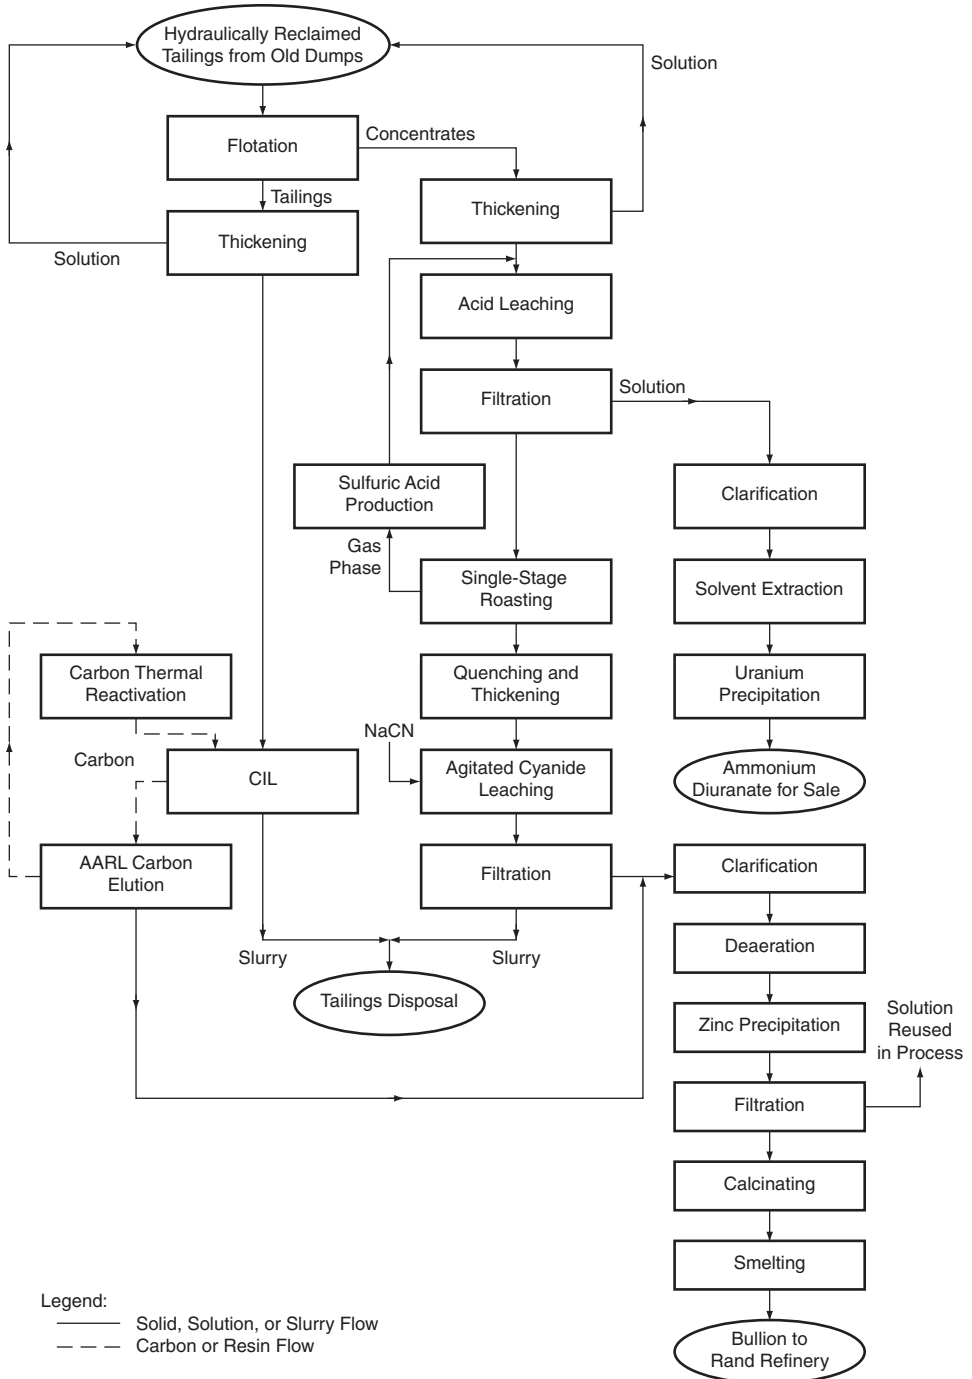 Hydraulically Reclaimed
Tailings from Old Dumps
Solution
Flotation
Concentrates
Tailings
Thickening
Thickening
Solution
Acid Leaching
Filtration
Solution
Sulfuric Acid
Production
Clarification
Gas
Phase
Single-Stage
Roasting
Solvent Extraction
Carbon Thermal
Reactivation
Quenching and
Thickening
Uranium
Precipitation
NaCN
Carbon
CIL
Agitated Cyanide
Leaching
Ammonium
Diuranate for Sale
AARL Carbon
Elution
Filtration
Clarification
Slurry
Slurry
Deaeration
Tailings Disposal
Zinc Precipitation
Solution
Reused
in Process
Filtration
Calcinating
Smelting
Legend:
Solid, Solution, or Slurry Flow
Carbon or Resin Flow
Bullion to
Rand Refinery